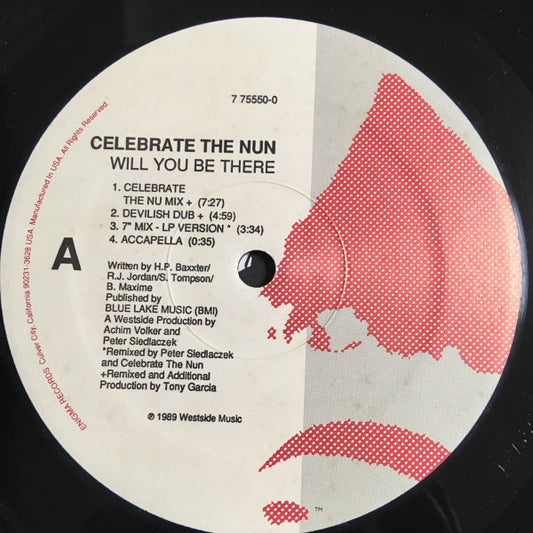 7 75550-0
CELEBRATE THE NUN
WILL YOU BE THERE
1. CELEBRATE
THE NU MIX + (7:27)
2. DEVILISH DUB + (4:59)
3. 7" MIX - LP VERSION * (3:34)
4. ACCAPELLA (0:35)
A
Written by H.P. Baxxter/
R.J. Jordan/S. Tompson/
B. Maxime
Published by
BLUE LAKE MUSIC (BMI)
A Westside Production by
Achim Volker and
Peter Siedlaczek
*Remixed by Peter Siedlaczek
and Celebrate The Nun
+Remixed and Additional
Production by Tony Garcia
℗ 1989 Westside Music
ENIGMA RECORDS, Culver City, California 90231-3628 USA. Manufactured In USA. All Rights Reserved.
TM